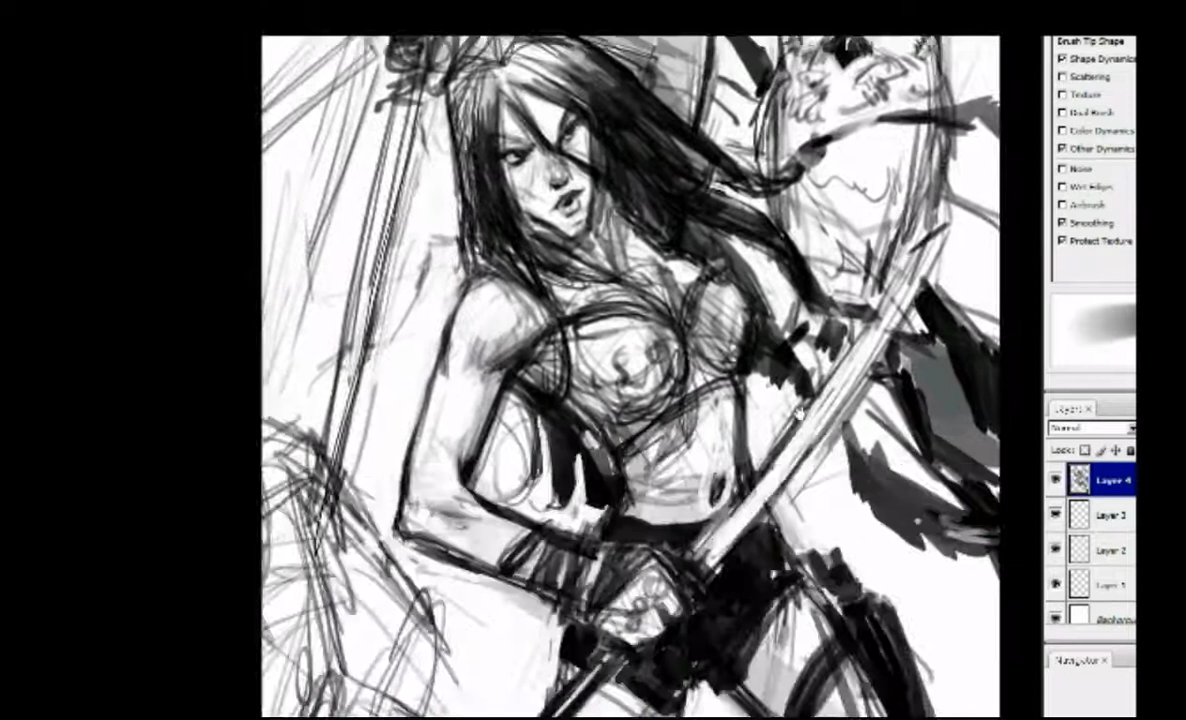 Brush Tip Shape
Shape Dynamics
Scattering
Texture
Dual Brush
Color Dynamics
Other Dynamics
Noise
Wet Edges
Airbrush
Smoothing
Protect Texture
Layers ×
Normal
Lock:
Layer 4
Layer 3
Layer 2
Layer 1
Backgrou
Navigator ×